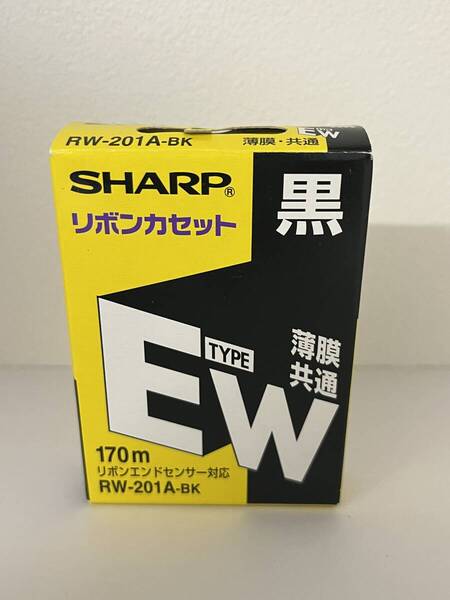 RW-201A-BK 薄膜・共通 EW
SHARP®
リボンカセット
黒
TYPE
EW
薄膜
共通
170m
リボンエンドセンサー対応
RW-201A-BK